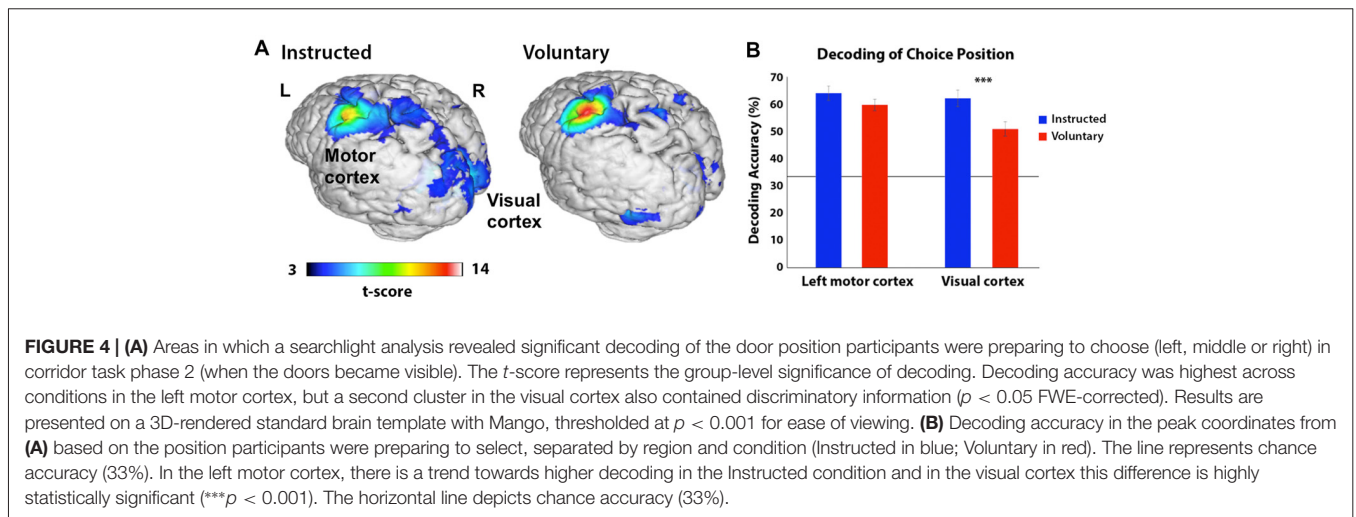 A Instructed
Voluntary
L
R
Motor
cortex
Visual
cortex
3
14
t-score
B
Decoding of Choice Position
Decoding Accuracy (%)
70
60
50
40
30
20
10
0
***
Instructed
Voluntary
Left motor cortex
Visual cortex
FIGURE 4 | (A) Areas in which a searchlight analysis revealed significant decoding of the door position participants were preparing to choose (left, middle or right) in
corridor task phase 2 (when the doors became visible). The t-score represents the group-level significance of decoding. Decoding accuracy was highest across
conditions in the left motor cortex, but a second cluster in the visual cortex also contained discriminatory information (p < 0.05 FWE-corrected). Results are
presented on a 3D-rendered standard brain template with Mango, thresholded at p < 0.001 for ease of viewing. (B) Decoding accuracy in the peak coordinates from
(A) based on the position participants were preparing to select, separated by region and condition (Instructed in blue; Voluntary in red). The line represents chance
accuracy (33%). In the left motor cortex, there is a trend towards higher decoding in the Instructed condition and in the visual cortex this difference is highly
statistically significant (***p < 0.001). The horizontal line depicts chance accuracy (33%).